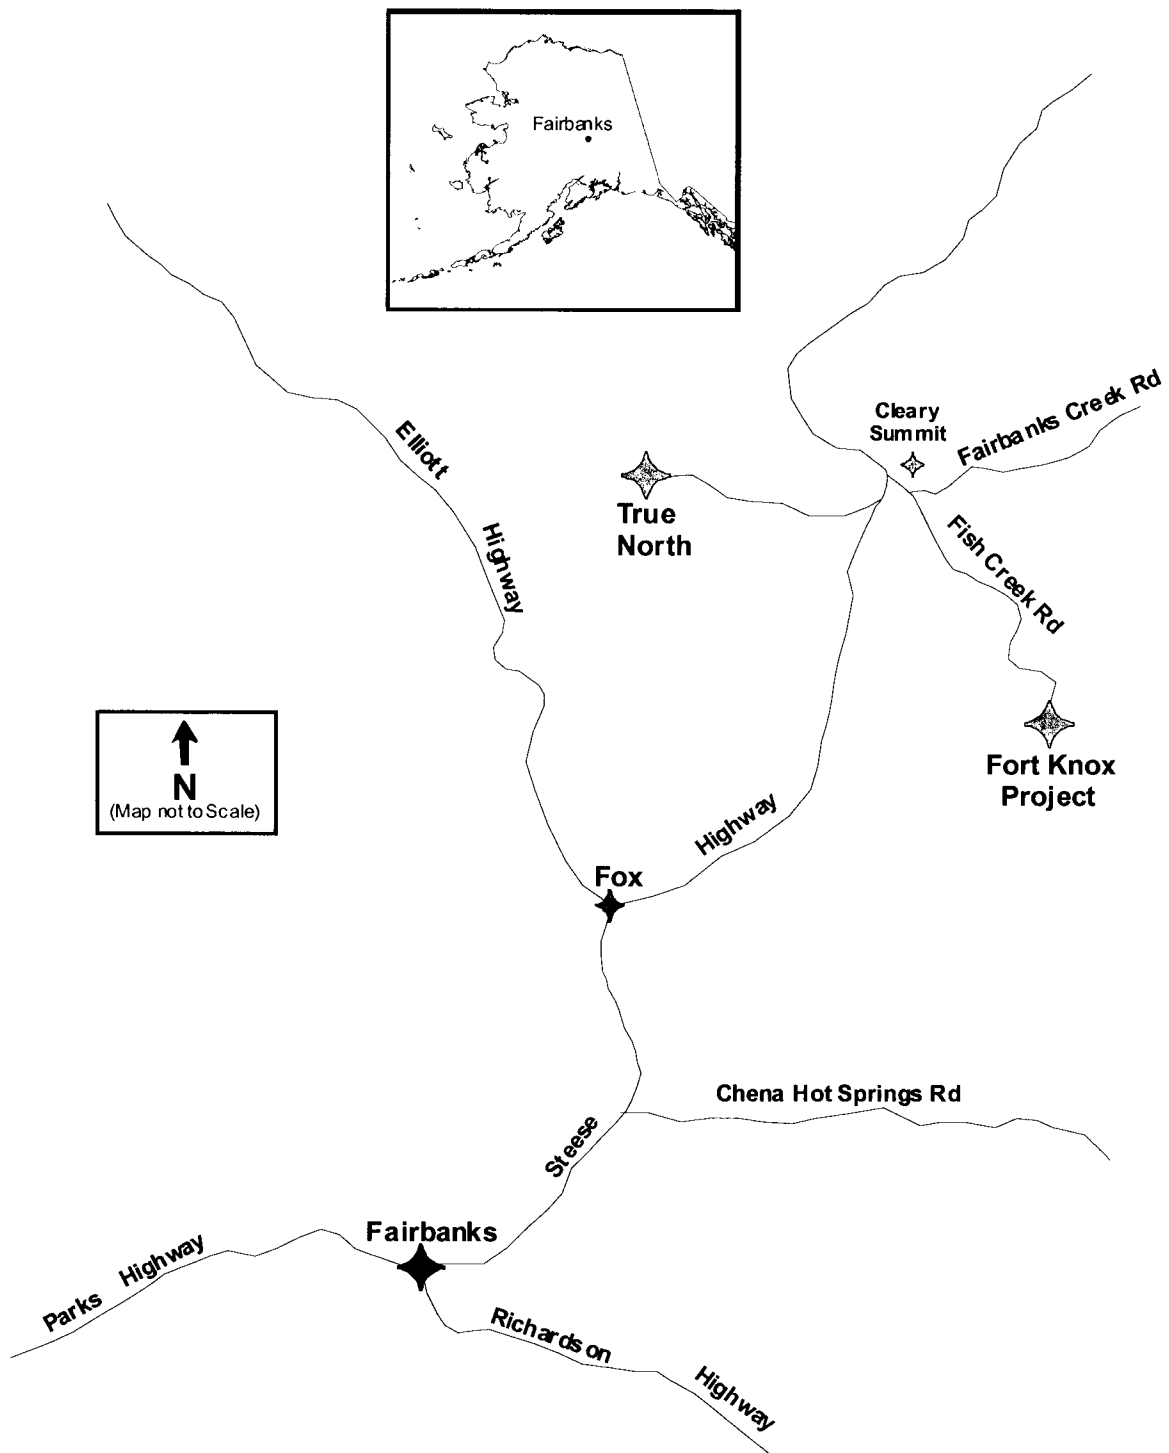 Fairbanks
Cleary
Summit
Fairbanks Creek Rd
Elliott
Highway
True
North
Fish Creek Rd
N
(Map not to Scale)
Fort Knox
Project
Highway
Fox
Chena Hot Springs Rd
Steese
Fairbanks
Parks Highway
Richardson
Highway